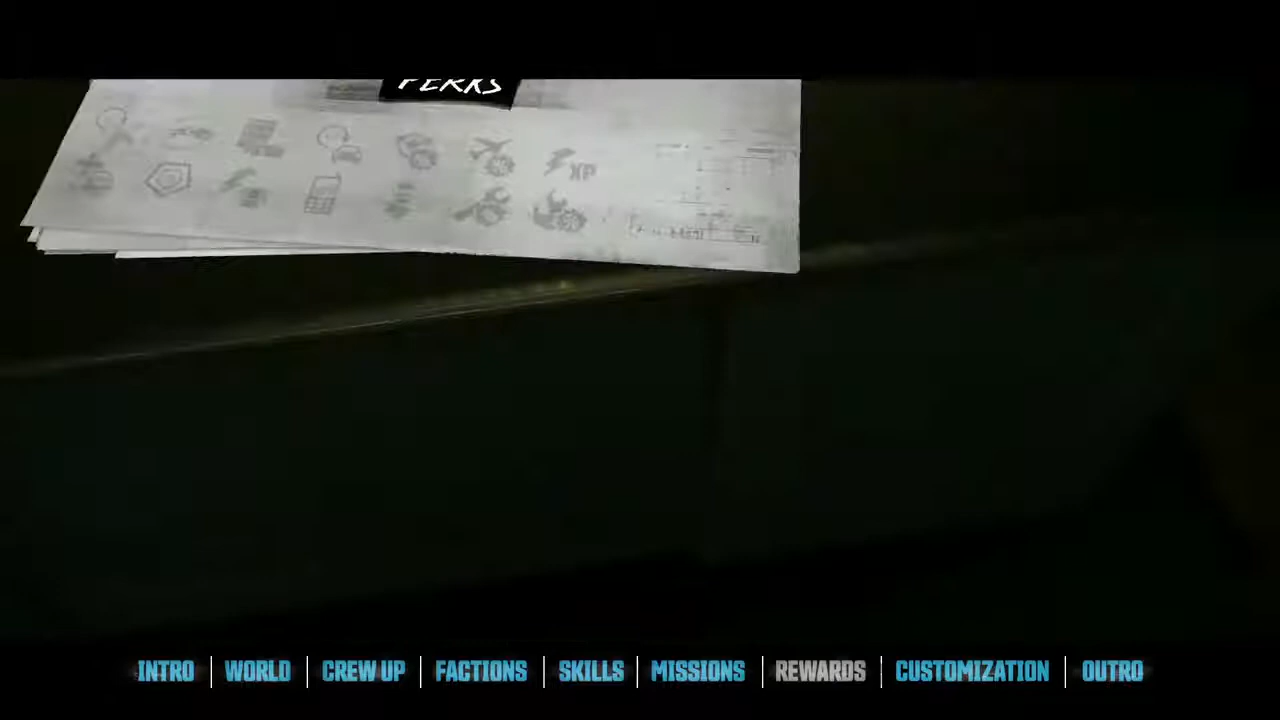 PERKS
XP
INTRO | WORLD | CREW UP | FACTIONS | SKILLS | MISSIONS | REWARDS | CUSTOMIZATION | OUTRO